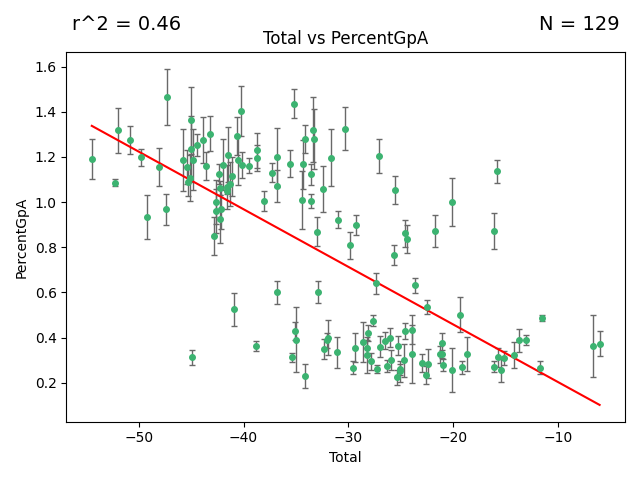 r^2 = 0.46
N = 129
Total vs PercentGpA
PercentGpA
1.6
1.4
1.2
1.0
0.8
0.6
0.4
0.2
−50
−40
−30
−20
−10
Total